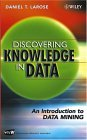 DANIEL T. LAROSE
WILEY
DISCOVERING
KNOWLEDGE
IN DATA
An Introduction to
DATA MINING